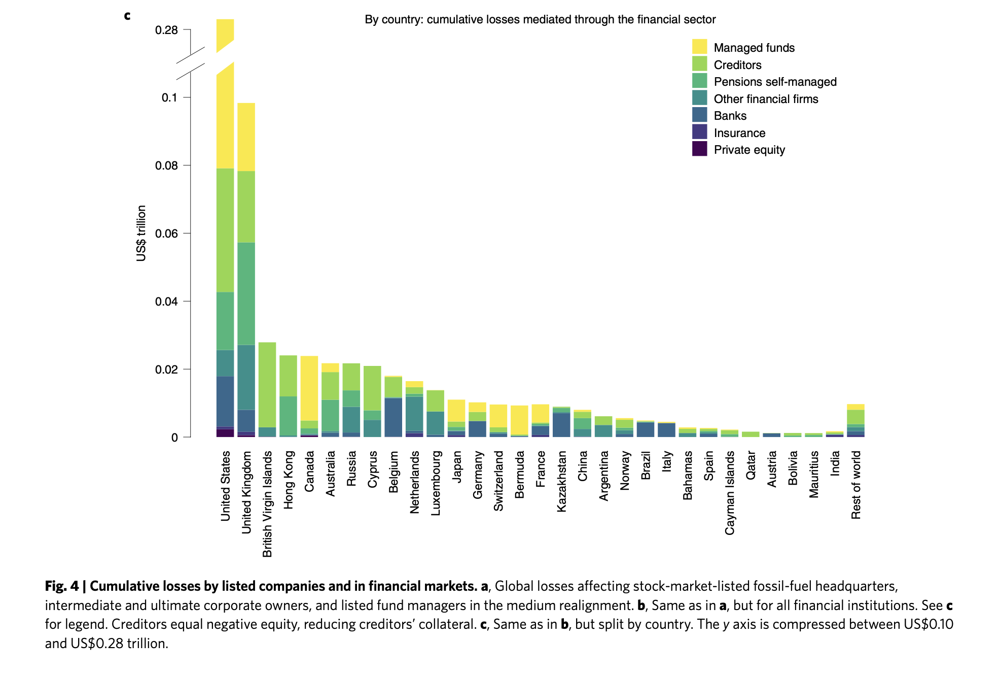 c
By country: cumulative losses mediated through the financial sector
0.28
0.1
0.08
0.06
0.04
0.02
0
US$ trillion
Managed funds
Creditors
Pensions self-managed
Other financial firms
Banks
Insurance
Private equity
United States
United Kingdom
British Virgin Islands
Hong Kong
Canada
Australia
Russia
Cyprus
Belgium
Netherlands
Luxembourg
Japan
Germany
Switzerland
Bermuda
France
Kazakhstan
China
Argentina
Norway
Brazil
Italy
Bahamas
Spain
Cayman Islands
Qatar
Austria
Bolivia
Mauritius
India
Rest of world
Fig. 4 | Cumulative losses by listed companies and in financial markets. a, Global losses affecting stock-market-listed fossil-fuel headquarters,
intermediate and ultimate corporate owners, and listed fund managers in the medium realignment. b, Same as in a, but for all financial institutions. See c
for legend. Creditors equal negative equity, reducing creditors’ collateral. c, Same as in b, but split by country. The y axis is compressed between US$0.10
and US$0.28 trillion.